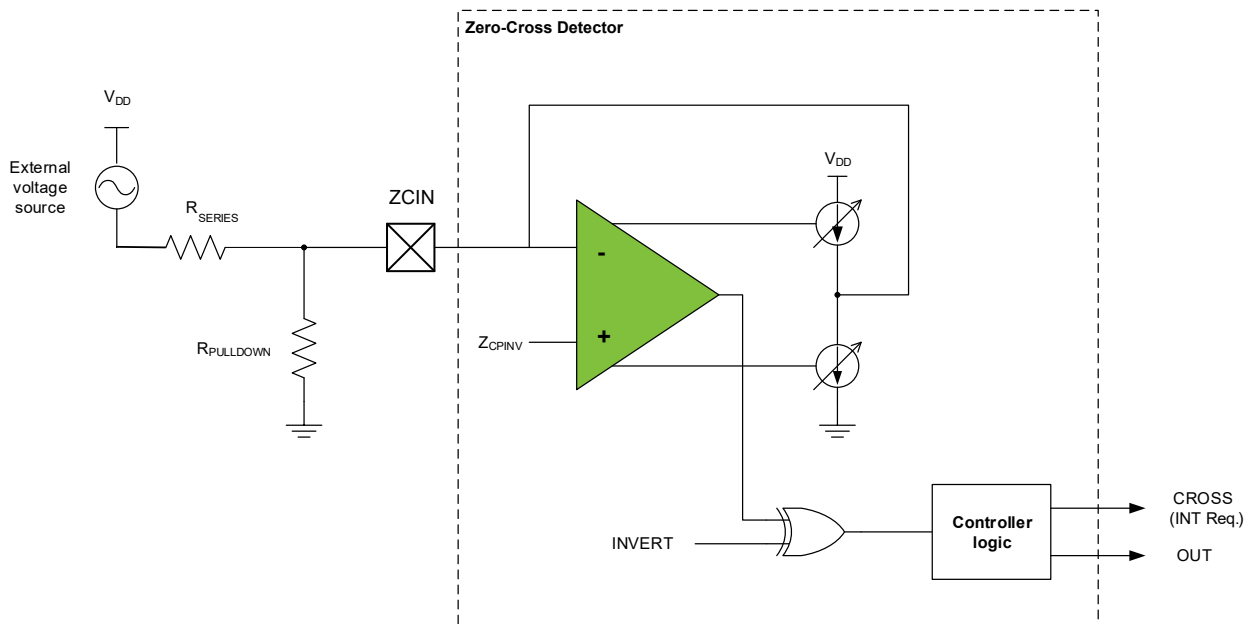 Zero-Cross Detector
VDD
External
voltage
source
RSERIES
ZCIN
VDD
-
+
RPULLDOWN
ZCPINV
INVERT
Controller
logic
CROSS
(INT Req.)
OUT